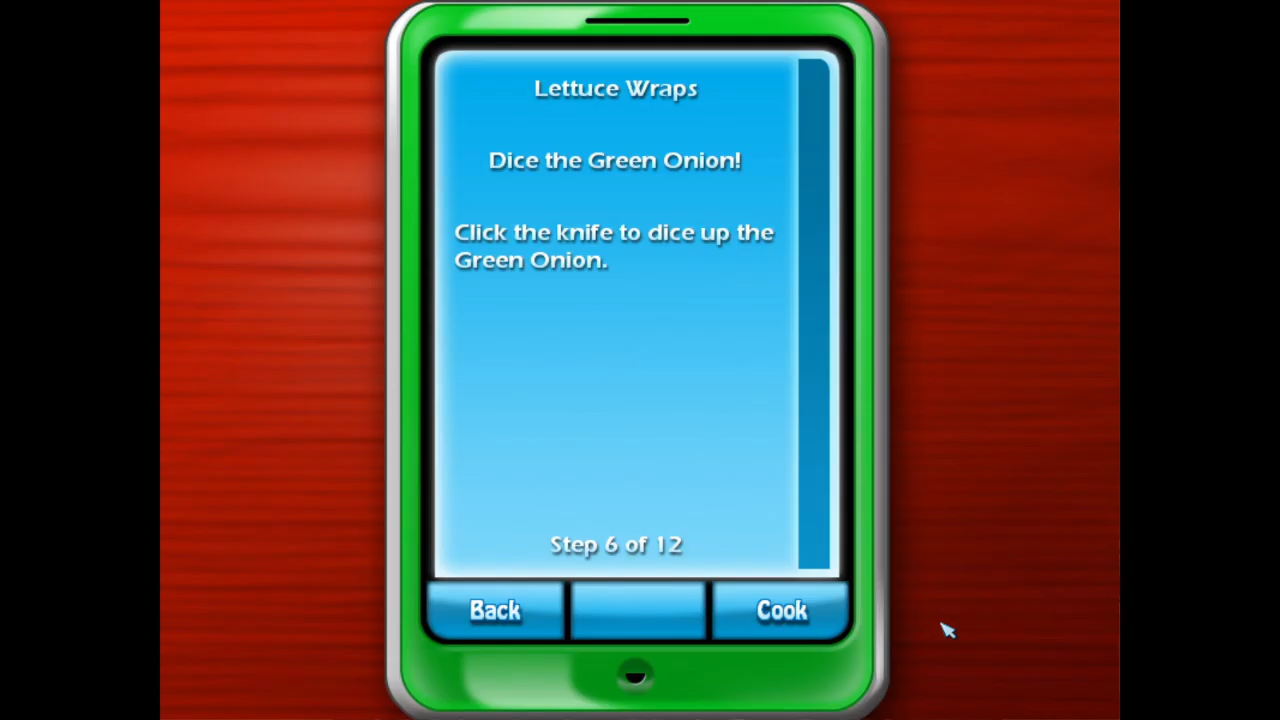 Lettuce Wraps
Dice the Green Onion!
Click the knife to dice up the
Green Onion.
Step 6 of 12
Back
Cook